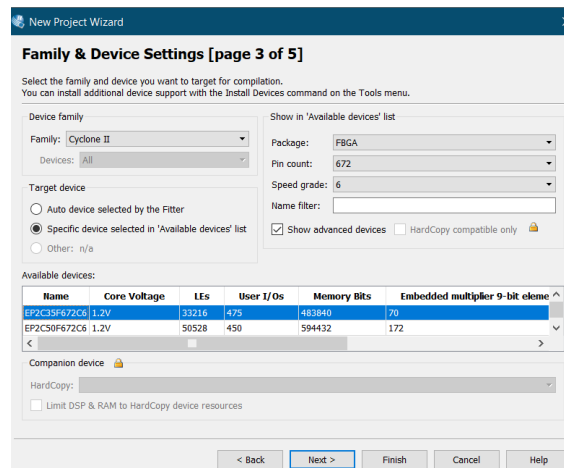 New Project Wizard
Family & Device Settings [page 3 of 5]
Select the family and device you want to target for compilation.
You can install additional device support with the Install Devices command on the Tools menu.
Device family
Family: Cyclone II
Devices: All
Show in 'Available devices' list
Package: FBGA
Pin count: 672
Speed grade: 6
Name filter:
Show advanced devices HardCopy compatible only
Target device
Auto device selected by the Fitter
Specific device selected in 'Available devices' list
Other: n/a
Available devices:
Name Core Voltage LEs User I/Os Memory Bits Embedded multiplier 9-bit eleme
EP2C35F672C6 1.2V 33216 475 483840 70
EP2C50F672C6 1.2V 50528 450 594432 172
Companion device
HardCopy:
Limit DSP & RAM to HardCopy device resources
< Back Next > Finish Cancel Help